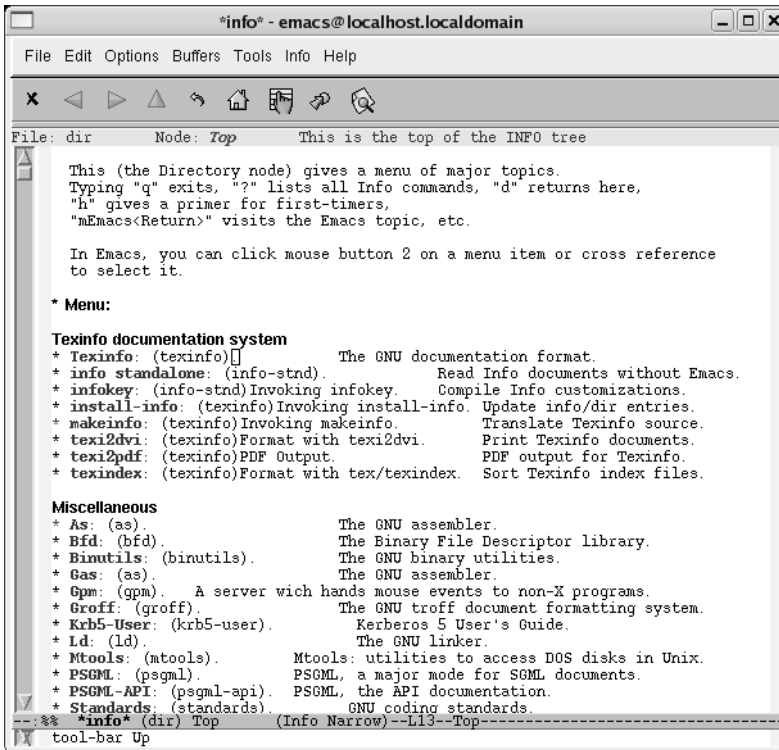 *info* - emacs@localhost.localdomain
File Edit Options Buffers Tools Info Help
File: dir Node: Top This is the top of the INFO tree
This (the Directory node) gives a menu of major topics.
Typing "q" exits, "?" lists all Info commands, "d" returns here,
"h" gives a primer for first-timers,
"mEmacs<Return>" visits the Emacs topic, etc.
In Emacs, you can click mouse button 2 on a menu item or cross reference
to select it.
* Menu:
Texinfo documentation system
* Texinfo: (texinfo). The GNU documentation format.
* info standalone: (info-stnd). Read Info documents without Emacs.
* infokey: (info-stnd)Invoking infokey. Compile Info customizations.
* install-info: (texinfo)Invoking install-info. Update info/dir entries.
* makeinfo: (texinfo)Invoking makeinfo. Translate Texinfo source.
* texi2dvi: (texinfo)Format with texi2dvi. Print Texinfo documents.
* texi2pdf: (texinfo)PDF Output. PDF output for Texinfo.
* texindex: (texinfo)Format with tex/texindex. Sort Texinfo index files.
Miscellaneous
* As: (as). The GNU assembler.
* Bfd: (bfd). The Binary File Descriptor library.
* Binutils: (binutils). The GNU binary utilities.
* Gas: (as). The GNU assembler.
* Gpm: (gpm). A server wich hands mouse events to non-X programs.
* Groff: (groff). The GNU troff document formatting system.
* Krb5-User: (krb5-user). Kerberos 5 User's Guide.
* Ld: (ld). The GNU linker.
* Mtools: (mtools). Mtools: utilities to access DOS disks in Unix.
* PSGML: (psgml). PSGML, a major mode for SGML documents.
* PSGML-API: (psgml-api). PSGML, the API documentation.
* Standards: (standards). GNU coding standards.
--:%% *info* (dir) Top (Info Narrow)--L13--Top--------------------------------
tool-bar Up